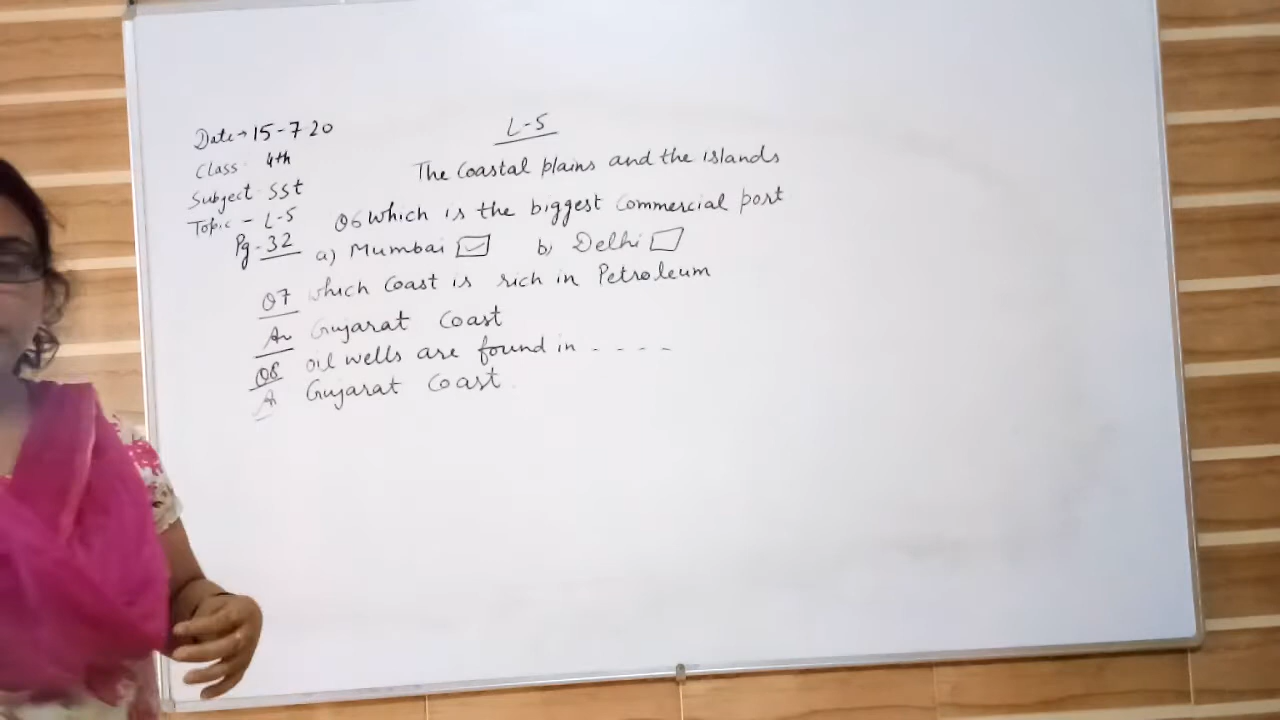 Date → 15-7 20
Class - 4th
Subject - SSt
Topic - L-5
Pg - 32
L-5
The Coastal plains and the islands
Q6 Which is the biggest Commercial port
a) Mumbai ☑ b) Delhi ☐
Q7 which Coast is rich in Petroleum
An Gujarat Coast
Q8 oil wells are found in - - - -
A Gujarat Coast.